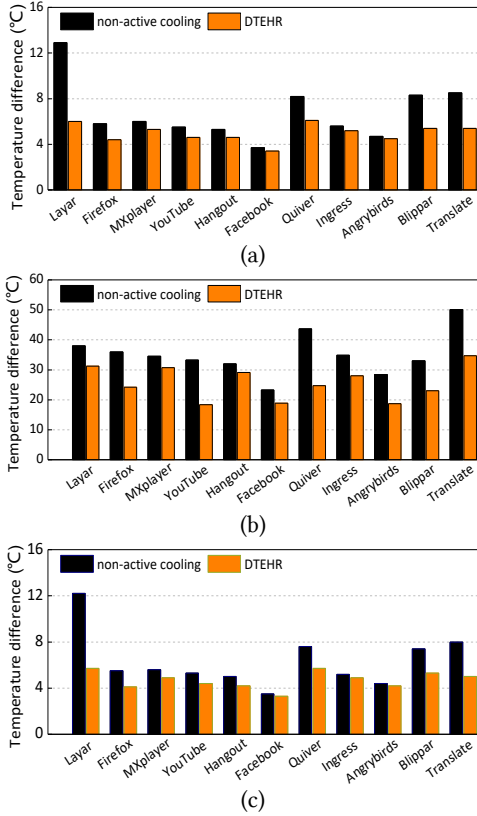 16
12
8
4
0
Temperature difference (℃)
non-active cooling DTEHR
Layar Firefox MXplayer YouTube Hangout Facebook Quiver Ingress Angrybirds Blippar Translate
(a)
60
50
40
30
20
10
0
Temperature difference (℃)
non-active cooling DTEHR
Layar Firefox MXplayer YouTube Hangout Facebook Quiver Ingress Angrybirds Blippar Translate
(b)
16
12
8
4
0
Temperature difference (℃)
non-active cooling DTEHR
Layar Firefox MXplayer YouTube Hangout Facebook Quiver Ingress Angrybirds Blippar Translate
(c)